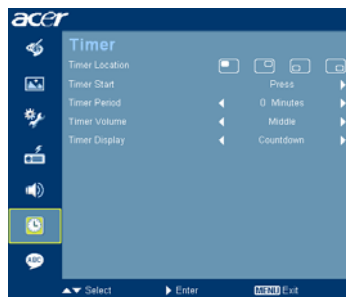 acer
Timer
Timer Location
Timer Start Press
Timer Period 0 Minutes
Timer Volume Middle
Timer Display Countdown
ABC
Select Enter MENU Exit